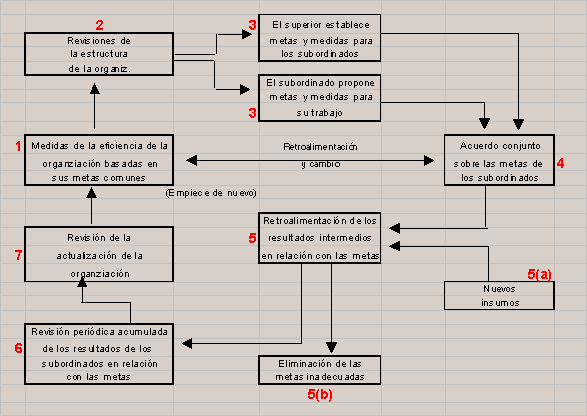 2
Revisiones de
la estructura
de la organiz.
3
El superior establece
metas y medidas para
los subordinados
El subordinado propone
metas y medidas para
su trabajo
3
1
Medidas de la eficiencia de la
organziación basadas en
sus metas comunes
Retroalimentación
y cambio
Acuerdo conjunto
sobre las metas de
los subordinados
4
(Empiece de nuevo)
7
Revisión de la
actualización de la
organziación
5
Retroalimentación de los
resultados intermedios
en relación con las metas
5(a)
Nuevos
insumos
6
Revisión periódica acumulada
de los resultados de los
subordinados en relación
con las metas
Eliminación de las
metas inadecuadas
5(b)